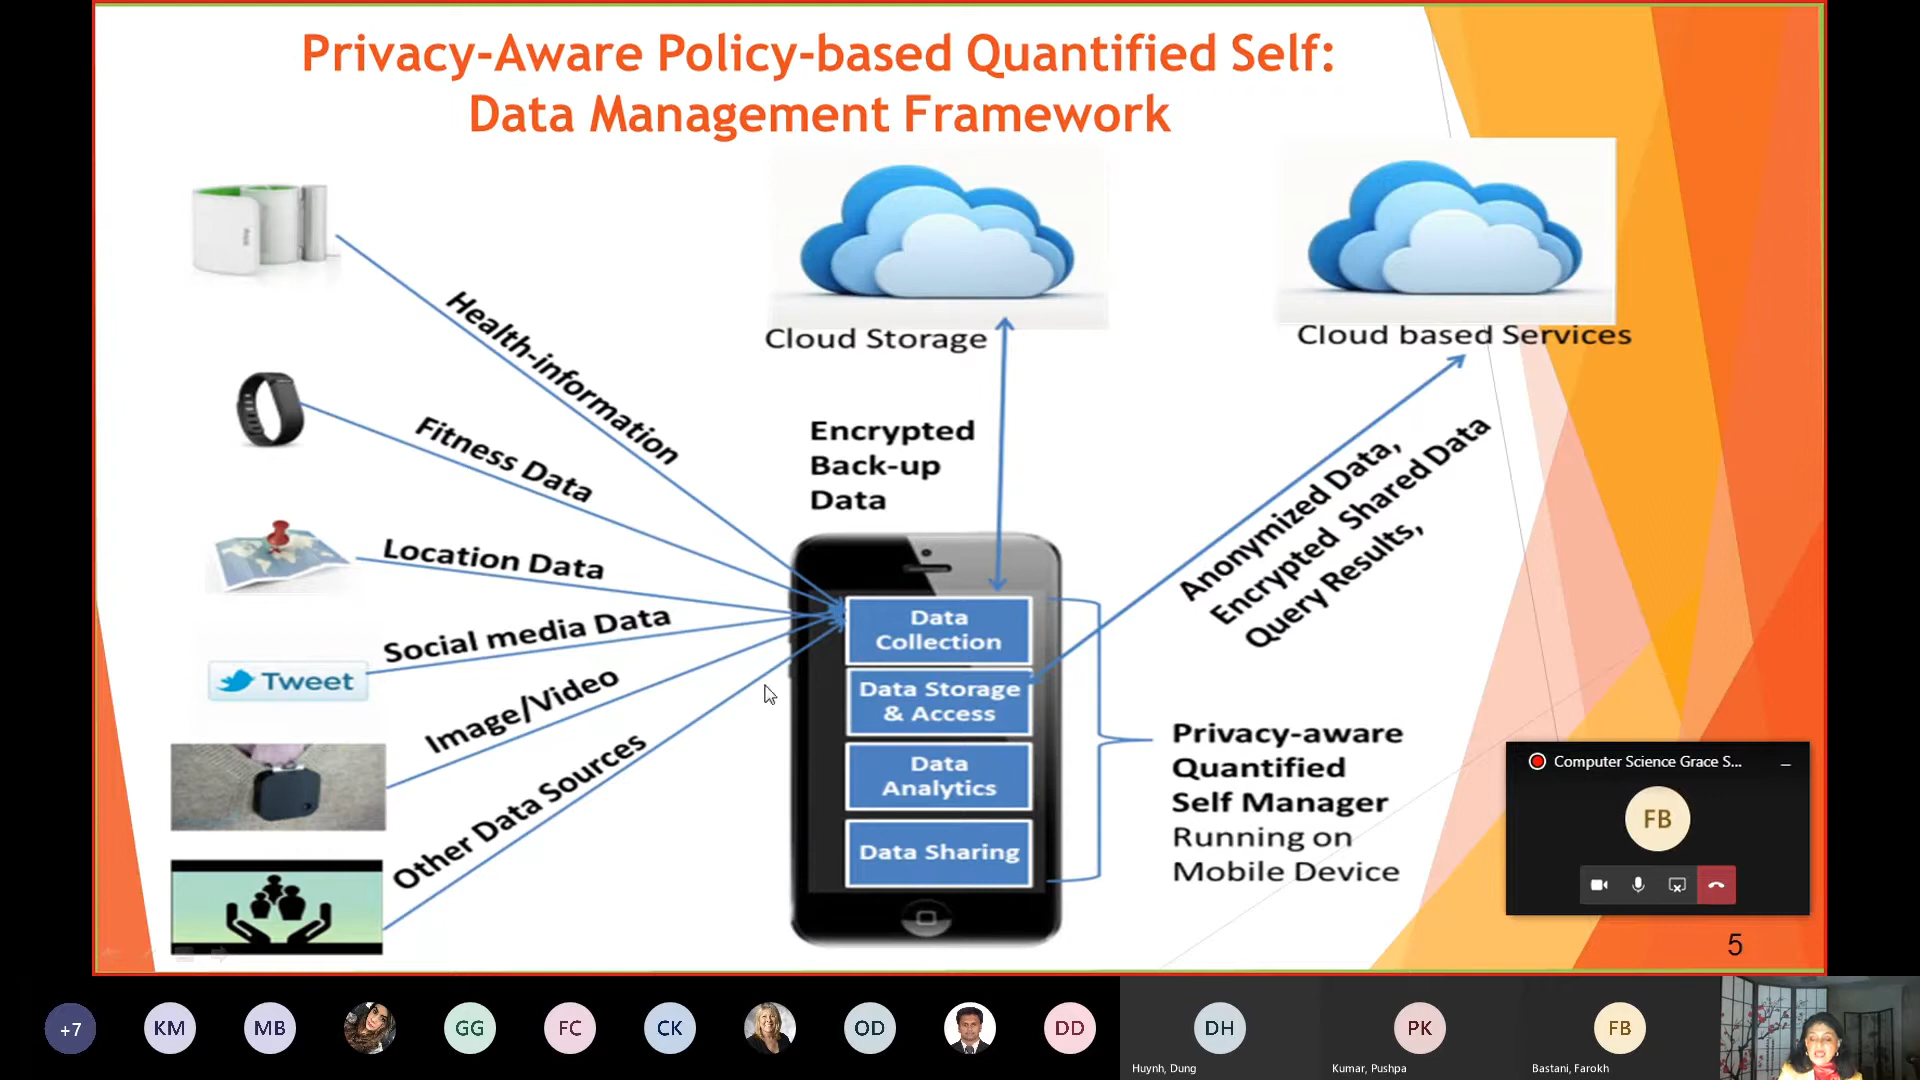 Privacy-Aware Policy-based Quantified Self:
Data Management Framework
Cloud Storage
Cloud based Services
Health-information
Fitness Data
Location Data
Social media Data
Tweet
Image/Video
Other Data Sources
Encrypted
Back-up
Data
Anonymized Data,
Encrypted Shared Data
Query Results,
Data
Collection
Data Storage
& Access
Data
Analytics
Data Sharing
Privacy-aware
Quantified
Self Manager
Running on
Mobile Device
Computer Science Grace S...
FB
5
+7
KM
MB
GG
FC
CK
OD
DD
DH
Huynh, Dung
PK
Kumar, Pushpa
FB
Bastani, Farokh